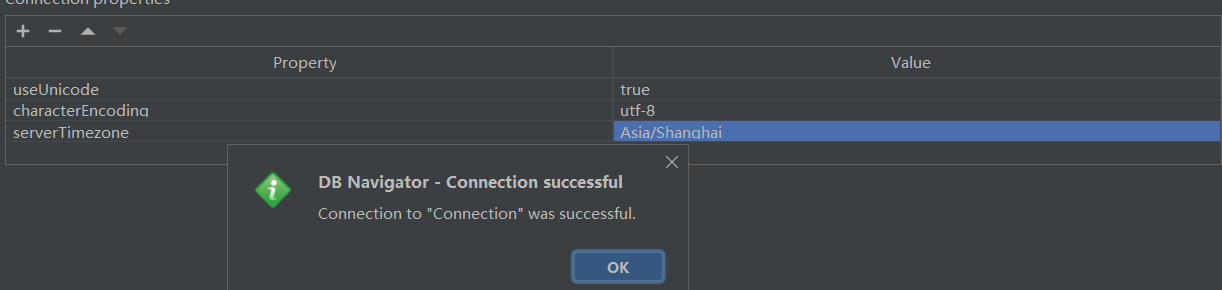 Connection properties
Property Value
useUnicode true
characterEncoding utf-8
serverTimezone Asia/Shanghai
DB Navigator - Connection successful
Connection to "Connection" was successful.
OK